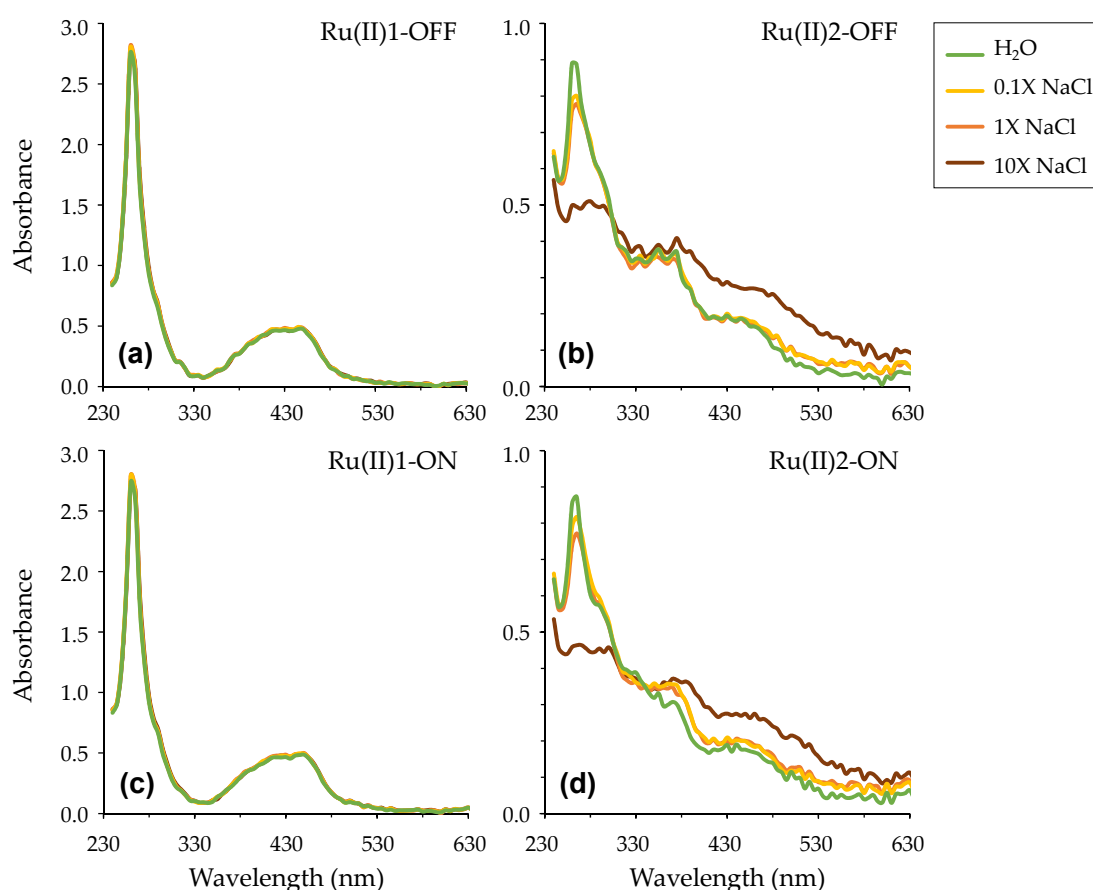 Ru(II)1-OFF
3.0
2.5
2.0
1.5
1.0
0.5
0.0
Absorbance
(a)
230 330 430 530 630
Ru(II)2-OFF
1.0
0.5
0.0
(b)
230 330 430 530 630
H₂O
0.1X NaCl
1X NaCl
10X NaCl
Ru(II)1-ON
3.0
2.5
2.0
1.5
1.0
0.5
0.0
Absorbance
(c)
230 330 430 530 630
Wavelength (nm)
Ru(II)2-ON
1.0
0.5
0.0
(d)
230 330 430 530 630
Wavelength (nm)